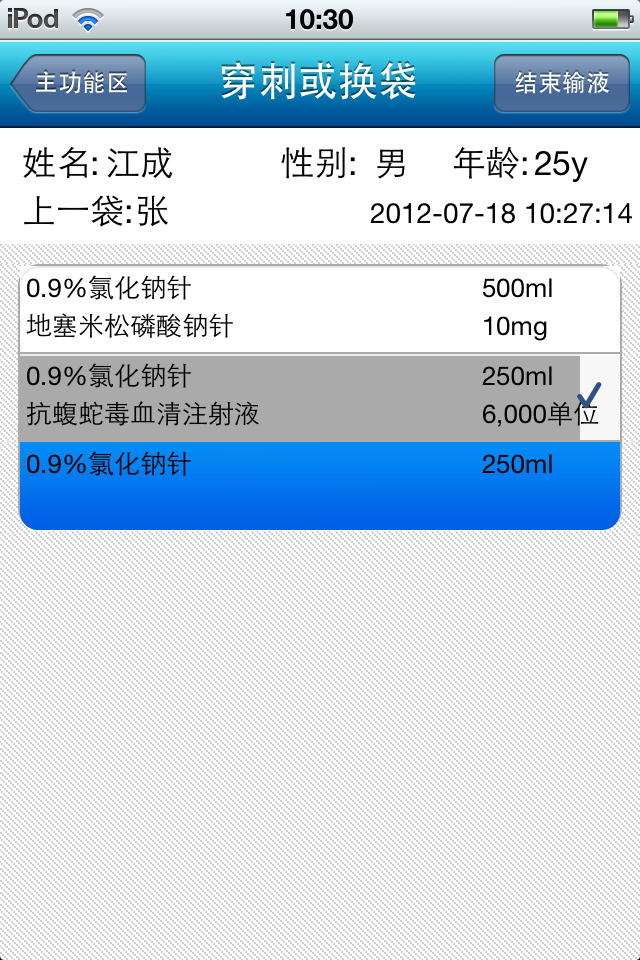 iPod 10:30
主功能区 穿刺或换袋 结束输液
姓名: 江成 性别: 男 年龄: 25y
上一袋:张 2012-07-18 10:27:14
0.9%氯化钠针 500ml
地塞米松磷酸钠针 10mg
0.9%氯化钠针 250ml
抗蝮蛇毒血清注射液 6,000单位
0.9%氯化钠针 250ml